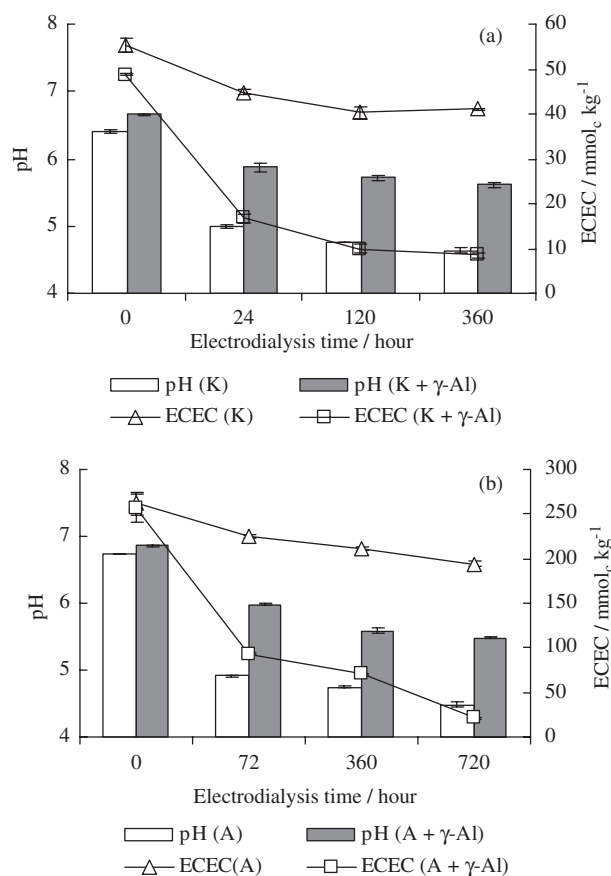 (a)
8
7
6
5
4
pH
60
50
40
30
20
10
0
ECEC / mmol_c kg⁻¹
0 24 120 360
Electrodialysis time / hour
pH (K) pH (K + γ-Al)
ECEC (K) ECEC (K + γ-Al)
(b)
8
7
6
5
4
pH
300
250
200
150
100
50
0
ECEC / mmol_c kg⁻¹
0 72 360 720
Electrodialysis time / hour
pH (A) pH (A + γ-Al)
ECEC(A) ECEC (A + γ-Al)